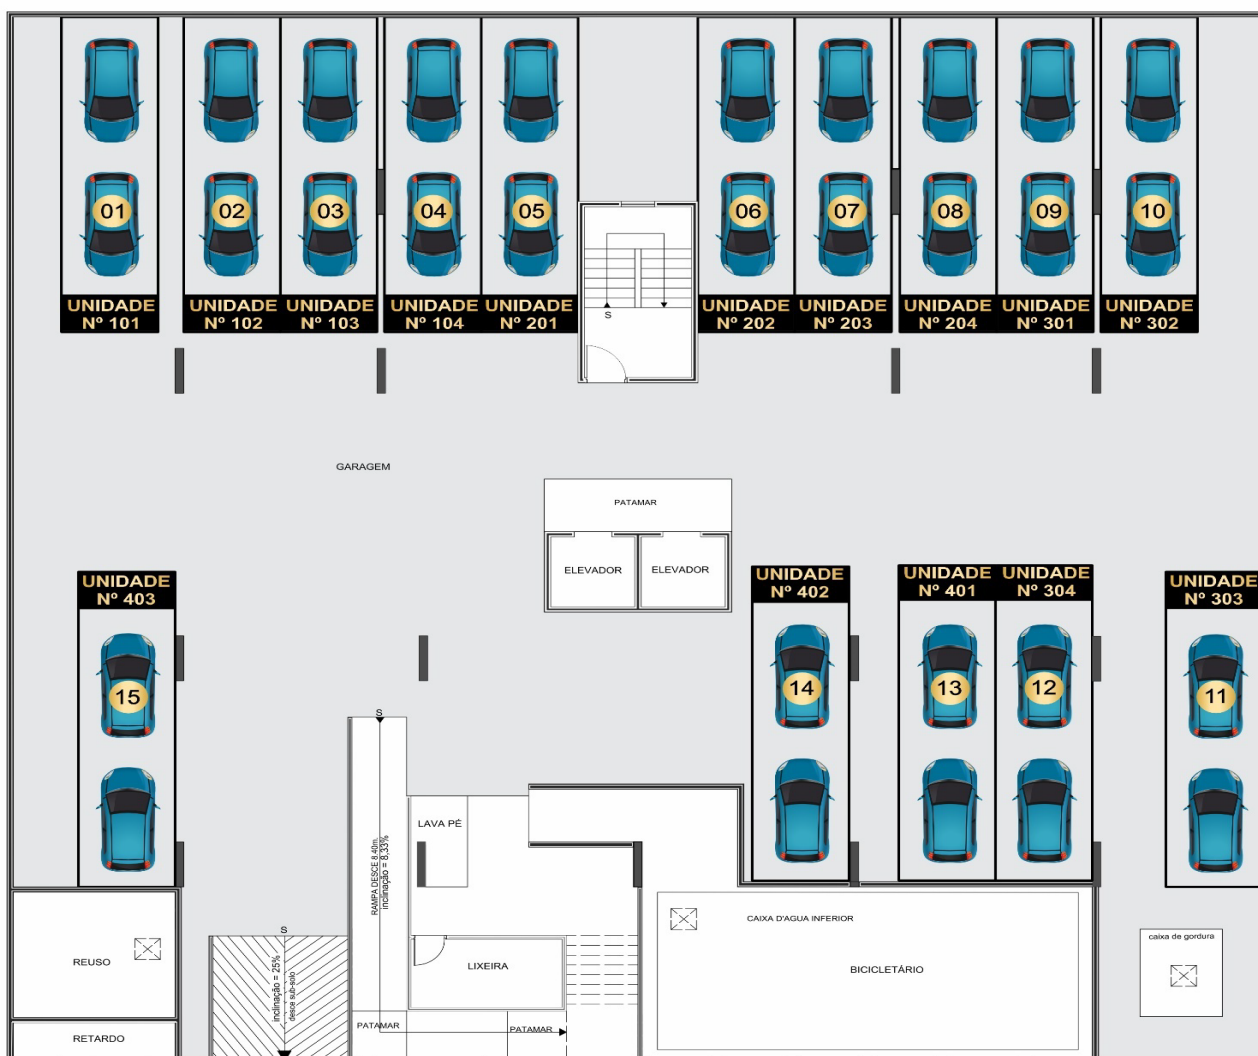 01
02
03
04
05
06
07
08
09
10
UNIDADE
Nº 101
UNIDADE
Nº 102
UNIDADE
Nº 103
UNIDADE
Nº 104
UNIDADE
Nº 201
UNIDADE
Nº 202
UNIDADE
Nº 203
UNIDADE
Nº 204
UNIDADE
Nº 301
UNIDADE
Nº 302
S
GARAGEM
PATAMAR
ELEVADOR
ELEVADOR
UNIDADE
Nº 403
UNIDADE
Nº 402
UNIDADE
Nº 401
UNIDADE
Nº 304
UNIDADE
Nº 303
15
14
13
12
11
S
RAMPA DESCE 8.40m.
inclinação = 8,33%
LAVA PÉ
S
inclinação = 25%
desce sub-solo
REUSO
RETARDO
LIXEIRA
PATAMAR
PATAMAR
CAIXA D'AGUA INFERIOR
BICICLETÁRIO
caixa de gordura